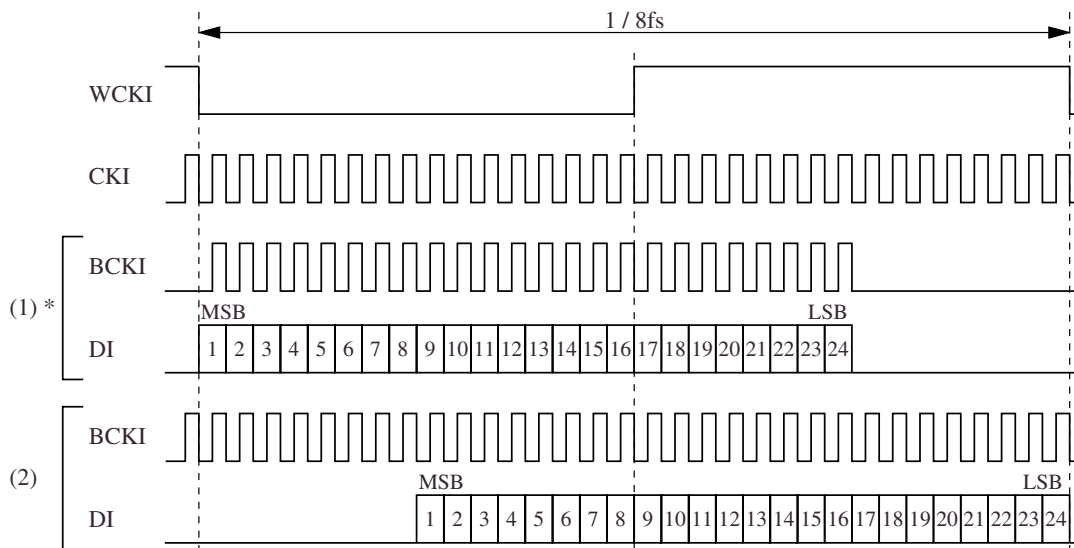 1 / 8fs
WCKI
CKI
BCKI
(1) *
MSB LSB
DI 1 2 3 4 5 6 7 8 9 10 11 12 13 14 15 16 17 18 19 20 21 22 23 24
BCKI
(2)
MSB LSB
DI 1 2 3 4 5 6 7 8 9 10 11 12 13 14 15 16 17 18 19 20 21 22 23 24